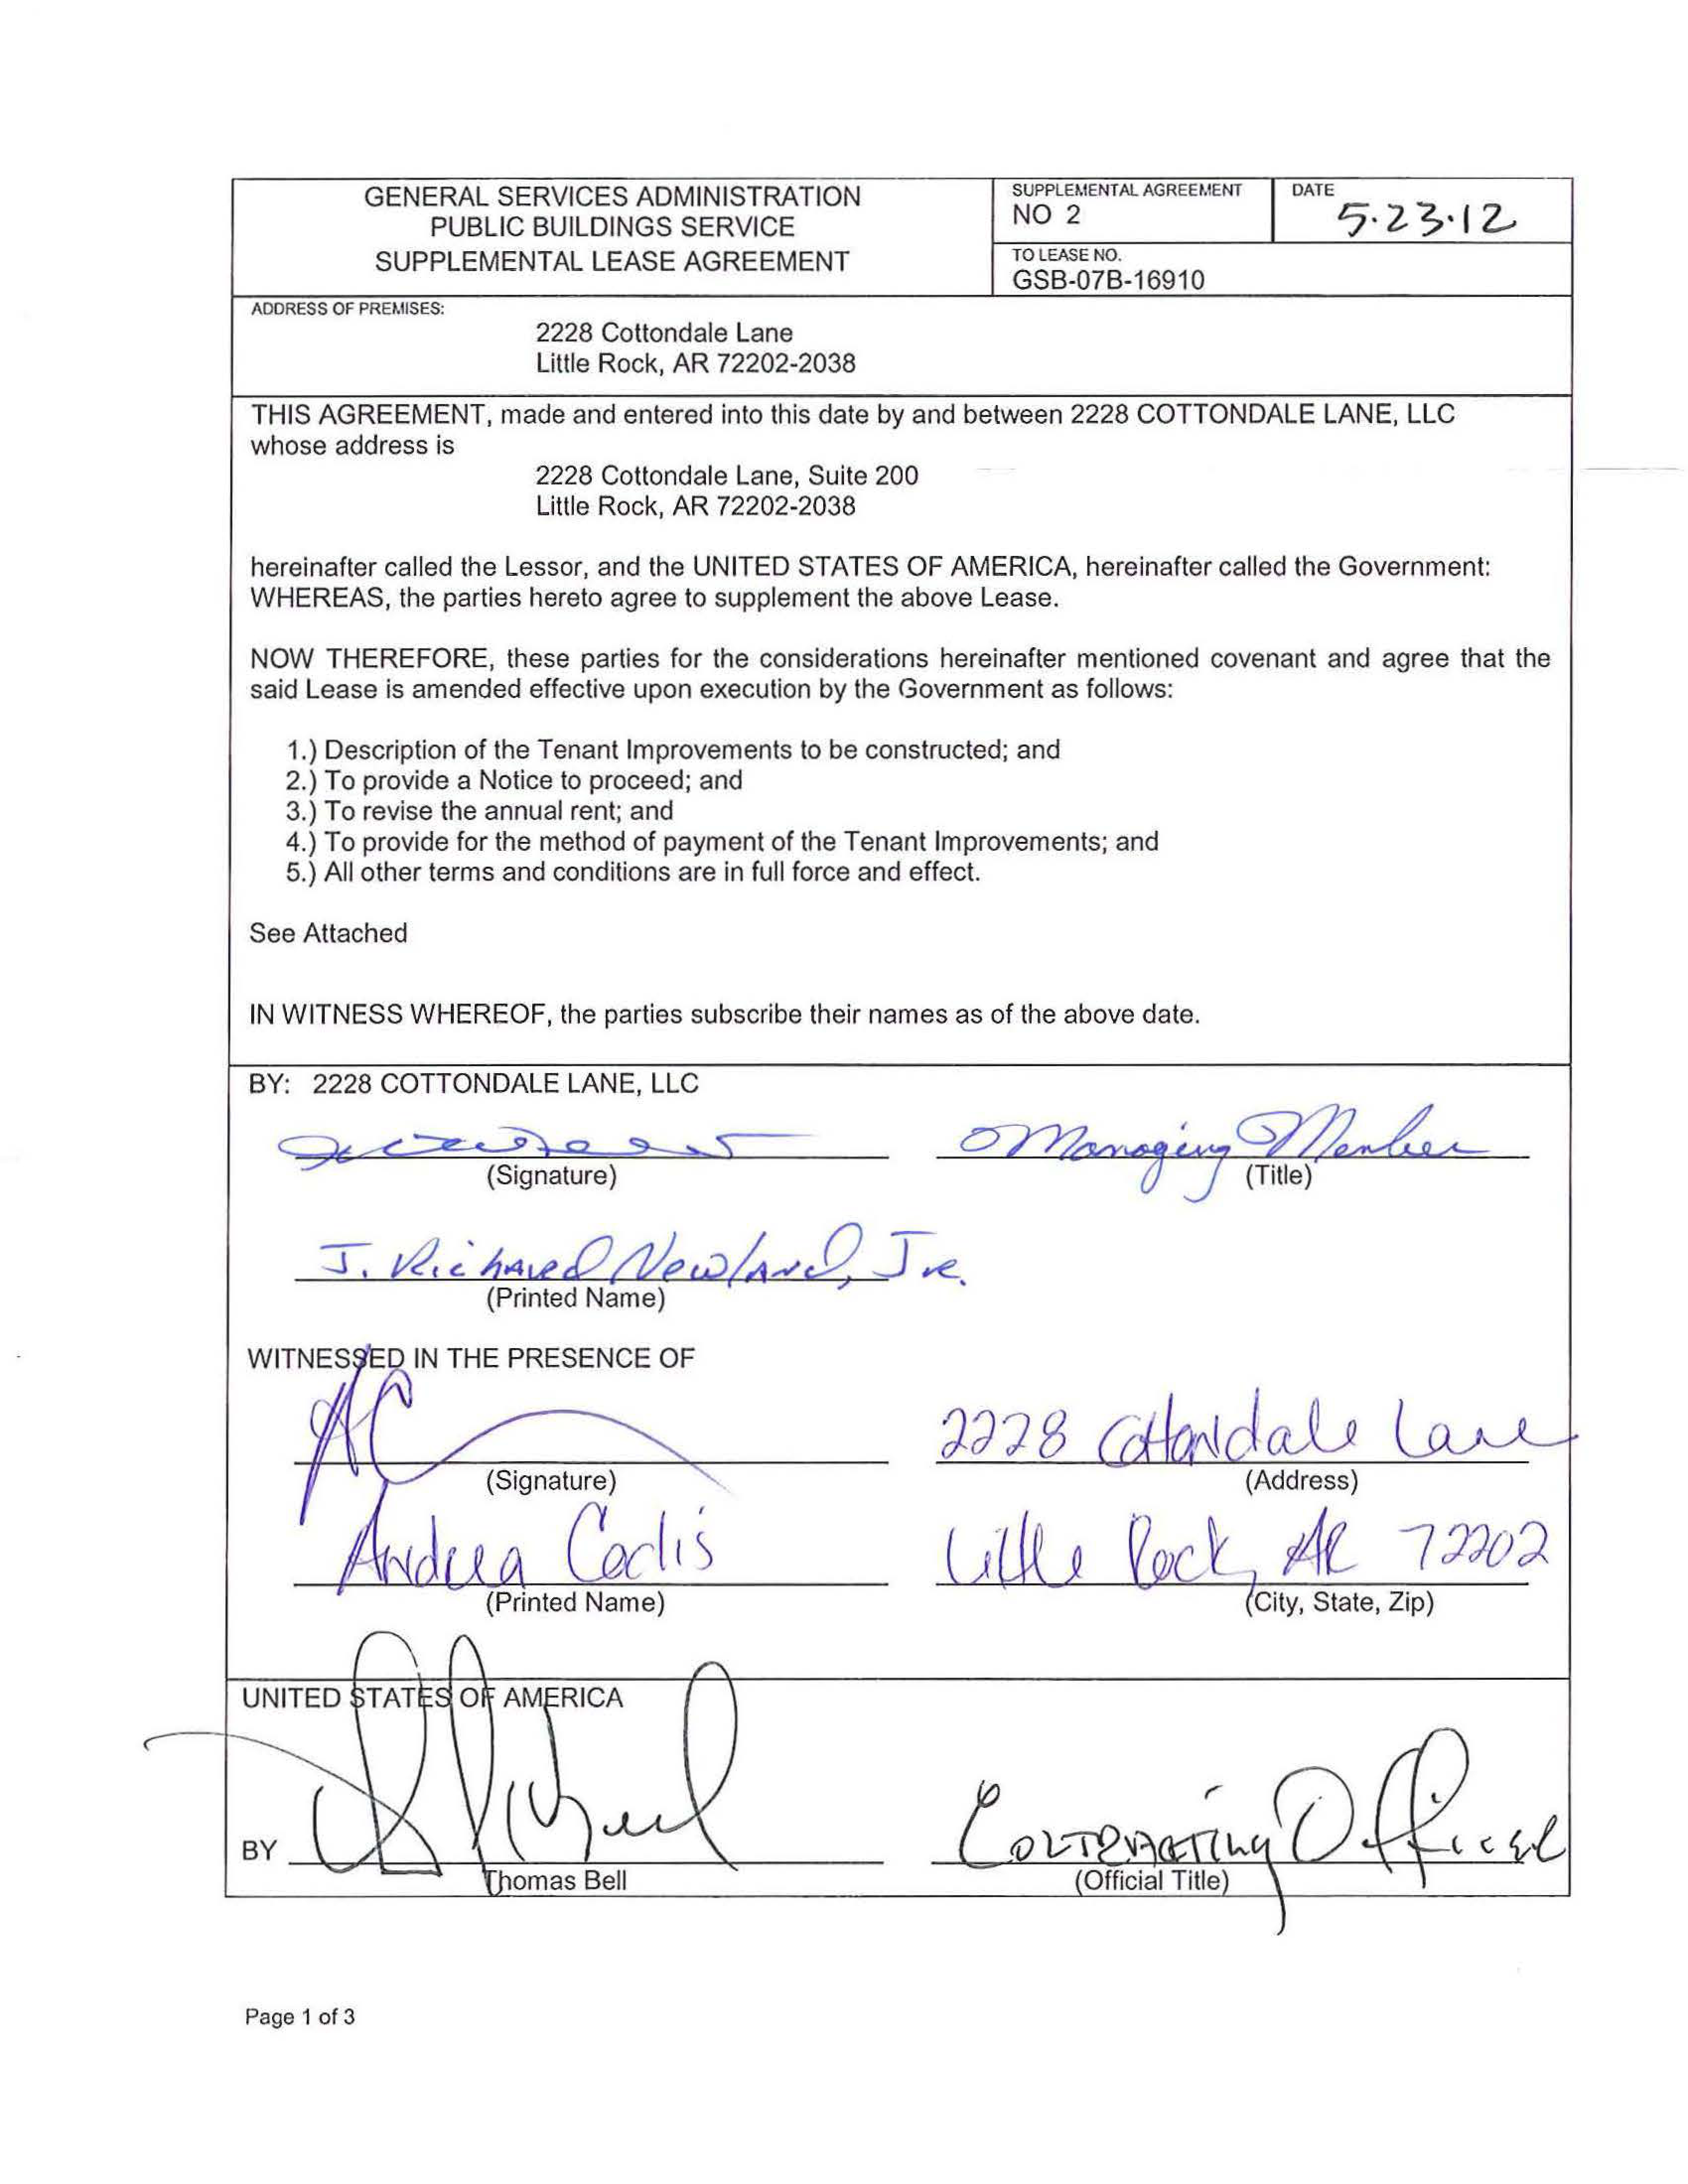 GENERAL SERVICES ADMINISTRATION
PUBLIC BUILDINGS SERVICE
SUPPLEMENTAL LEASE AGREEMENT
SUPPLEMENTAL AGREEMENT
NO 2
DATE
5.23.12
TO LEASE NO.
GSB-07B-16910
ADDRESS OF PREMISES:
2228 Cottondale Lane
Little Rock, AR 72202-2038
THIS AGREEMENT, made and entered into this date by and between 2228 COTTONDALE LANE, LLC
whose address is
2228 Cottondale Lane, Suite 200
Little Rock, AR 72202-2038
hereinafter called the Lessor, and the UNITED STATES OF AMERICA, hereinafter called the Government:
WHEREAS, the parties hereto agree to supplement the above Lease.
NOW THEREFORE, these parties for the considerations hereinafter mentioned covenant and agree that the
said Lease is amended effective upon execution by the Government as follows:
1.) Description of the Tenant Improvements to be constructed; and
2.) To provide a Notice to proceed; and
3.) To revise the annual rent; and
4.) To provide for the method of payment of the Tenant Improvements; and
5.) All other terms and conditions are in full force and effect.
See Attached
IN WITNESS WHEREOF, the parties subscribe their names as of the above date.
BY: 2228 COTTONDALE LANE, LLC
Managing Member
(Signature)
(Title)
J. Richard Newland, Jr.
(Printed Name)
WITNESSED IN THE PRESENCE OF
2228 Cottondale Lane
(Signature)
(Address)
Andrea
Little Rock, AR 72202
(Printed Name)
(City, State, Zip)
UNITED STATES OF AMERICA
BY
Contracting Officer
Thomas Bell
(Official Title)
Page 1 of 3